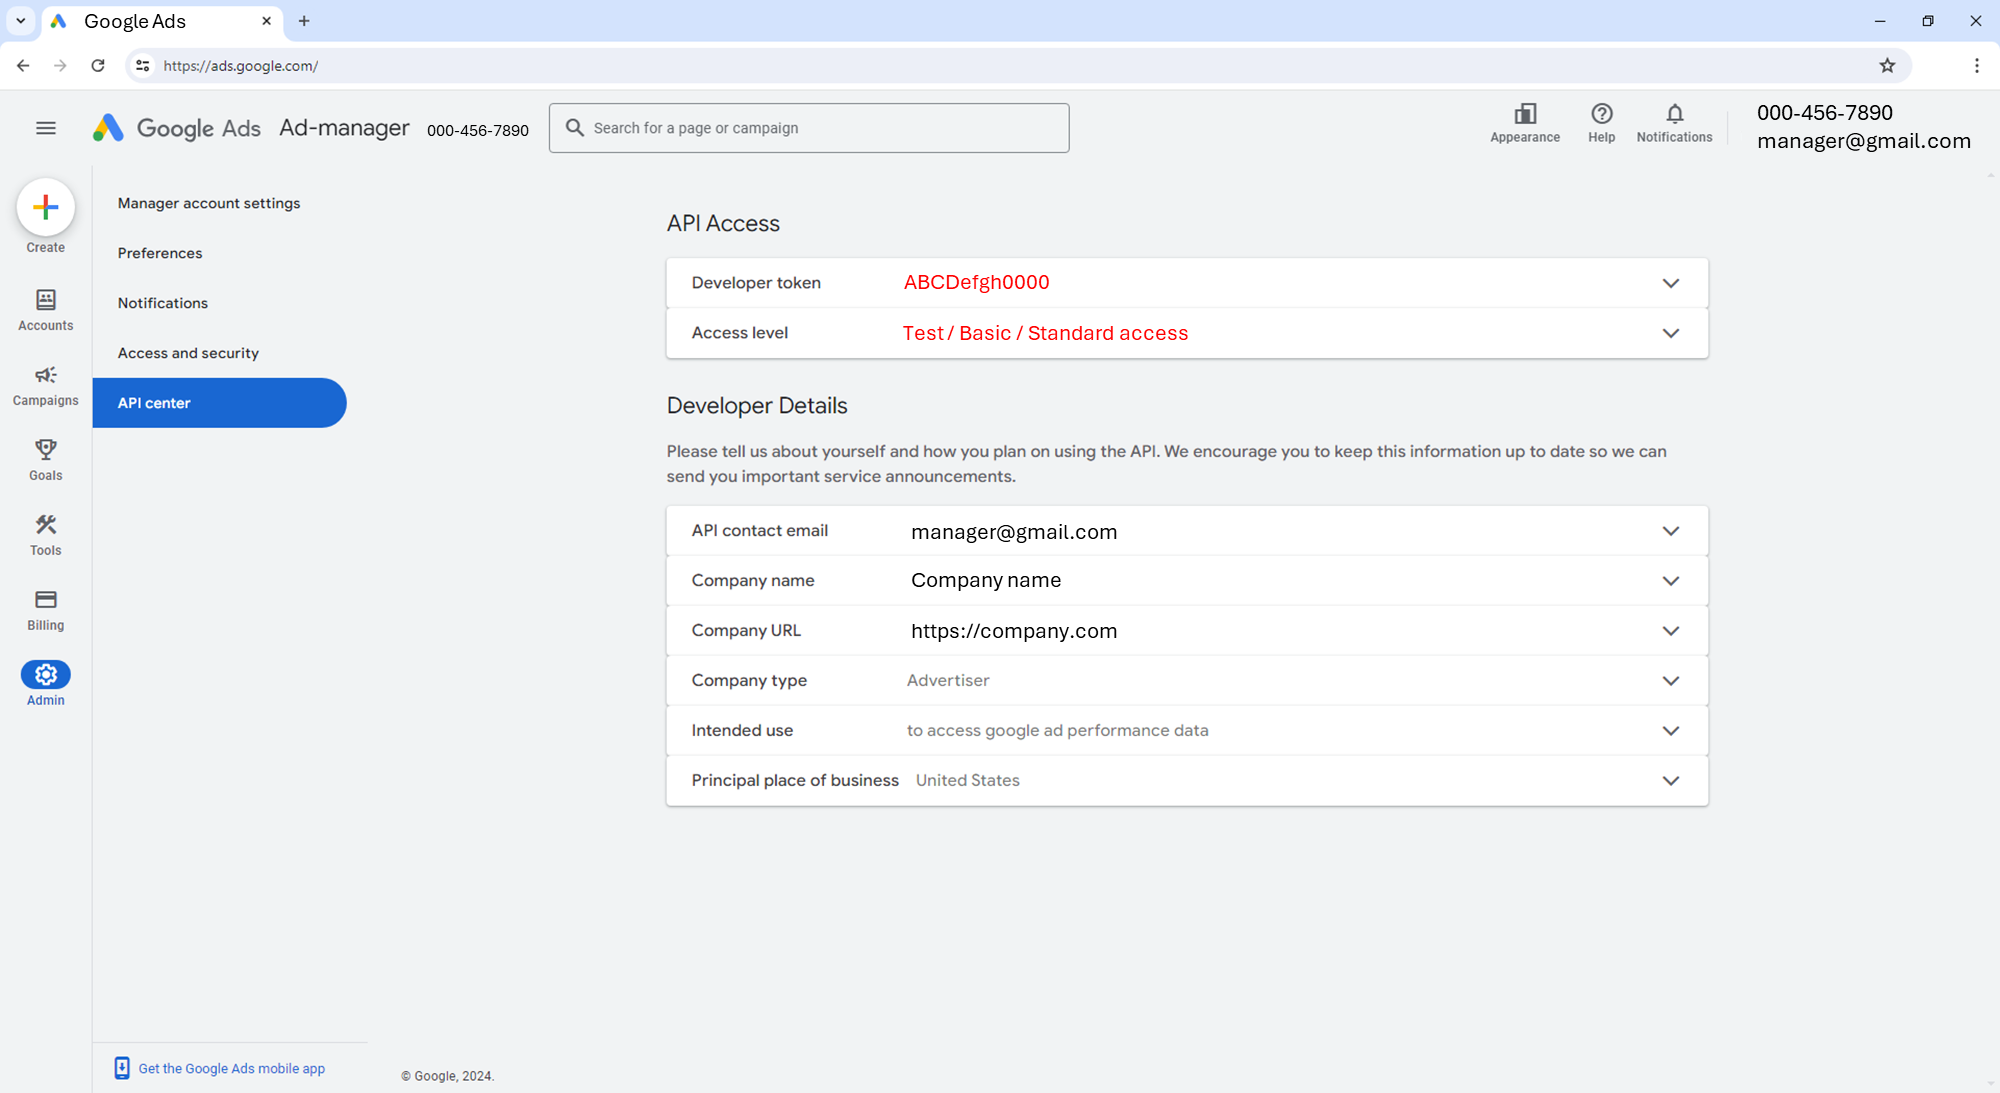 Google Ads
https://ads.google.com/
Google Ads Ad-manager 000-456-7890
Search for a page or campaign
Appearance
Help
Notifications
000-456-7890
manager@gmail.com
Create
Accounts
Campaigns
Goals
Tools
Billing
Admin
Manager account settings
Preferences
Notifications
Access and security
API center
API Access
Developer token ABCDefgh0000
Access level Test / Basic / Standard access
Developer Details
Please tell us about yourself and how you plan on using the API. We encourage you to keep this information up to date so we can
send you important service announcements.
API contact email manager@gmail.com
Company name Company name
Company URL https://company.com
Company type Advertiser
Intended use to access google ad performance data
Principal place of business United States
Get the Google Ads mobile app
© Google, 2024.